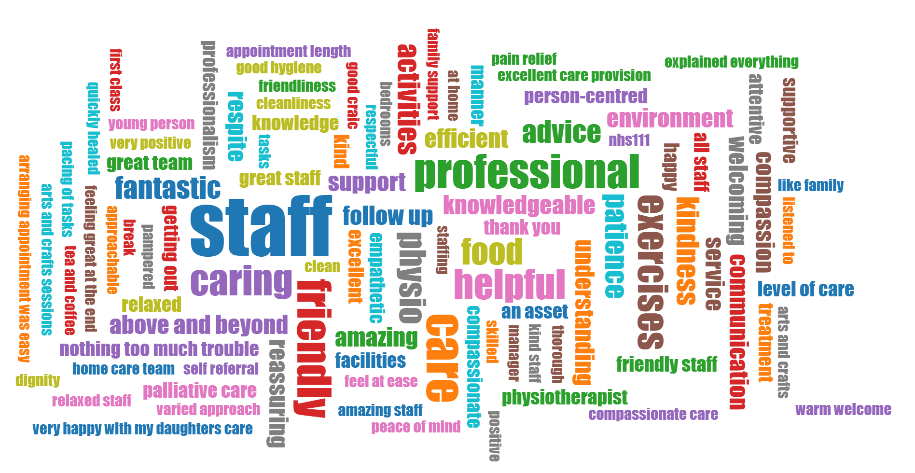 family support
professionalism
appointment length
activities
first class
good hygiene
good craic
at home
manner
pain relief
explained everything
excellent care provision
attentive
supportive
quickly healed
friendliness
bedrooms
person-centred
respite
cleanliness
respectful
environment
young person
knowledge
tasks
kind
efficient
advice
nhs111
all staff
welcoming
very positive
pacing of tasks
great team
happy
compassion
arranging appointment was easy
arts and crafts sessions
feeling great at the end
fantastic
great staff
support
professional
like family
staff
follow up
knowledgeable
patience
exercises
kindness
listened to
approachable
getting out
break
thank you
pampered
tea and coffee
staffing
excellent
empathetic
physio
food
understanding
service
communication
caring
clean
helpful
level of care
relaxed
friendly
an asset
treatment
arts and crafts
above and beyond
care
compassionate
skilled
manager
kind staff
thorough
amazing
nothing too much trouble
reassuring
facilities
friendly staff
home care team
self referral
dignity
feel at ease
palliative care
physiotherapist
relaxed staff
varied approach
amazing staff
compassionate care
warm welcome
positive
very happy with my daughters care
peace of mind